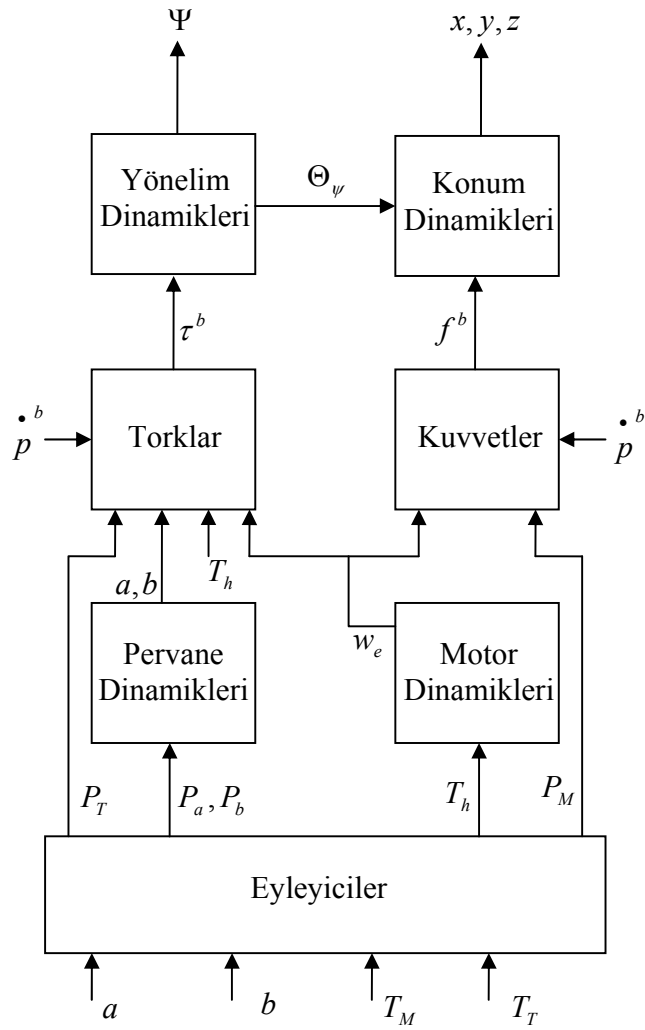 Ψ
x, y, z
Yönelim
Dinamikleri
Θ_ψ
Konum
Dinamikleri
τ^b
f^b
ṗ^b
Torklar
Kuvvetler
ṗ^b
a, b
T_h
Pervane
Dinamikleri
w_e
Motor
Dinamikleri
P_T
P_a, P_b
T_h
P_M
Eyleyiciler
a
b
T_M
T_T